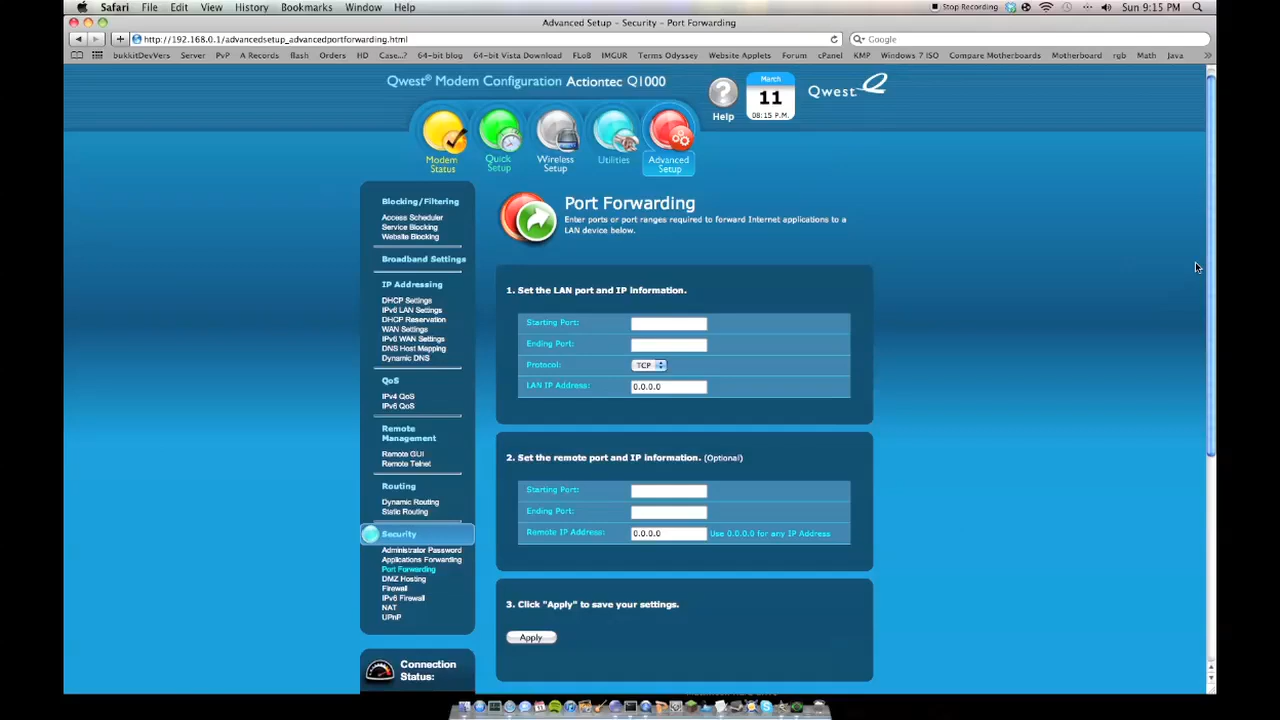 Safari File Edit View History Bookmarks Window Help Stop Recording Sun 9:15 PM
Advanced Setup – Security – Port Forwarding
http://192.168.0.1/advancedsetup_advancedportforwarding.html Google
bukkitDevVers Server PvP A Records Bash Orders HD 64-bit blog 64-bit Vista Download FLoB IMGUR Terms Odyssey Website Applets Forum cPanel KMP Windows 7 ISO Compare Motherboards Motherboard rgb Math Java
Qwest® Modem Configuration Actiontec Q1000
Modem Status
Quick Setup
Wireless Setup
Utilities
Advanced Setup
Help
March
11
08:15 P.M.
Qwest
Blocking/Filtering
Access Scheduler
Service Blocking
Website Blocking
Broadband Settings
IP Addressing
DHCP Settings
IPv6 LAN Settings
DHCP Reservation
WAN Settings
IPv6 WAN Settings
DNS Host Mapping
Dynamic DNS
QoS
IPv4 QoS
IPv6 QoS
Remote
Management
Remote GUI
Remote Telnet
Routing
Dynamic Routing
Static Routing
Security
Administrator Password
Applications Forwarding
Port Forwarding
DMZ Hosting
Firewall
IPv6 Firewall
NAT
UPnP
Connection
Status:
Port Forwarding
Enter ports or port ranges required to forward Internet applications to a
LAN device below.
1. Set the LAN port and IP information.
Starting Port:
Ending Port:
Protocol: TCP
LAN IP Address: 0.0.0.0
2. Set the remote port and IP information. (Optional)
Starting Port:
Ending Port:
Remote IP Address: 0.0.0.0 Use 0.0.0.0 for any IP Address
3. Click "Apply" to save your settings.
Apply